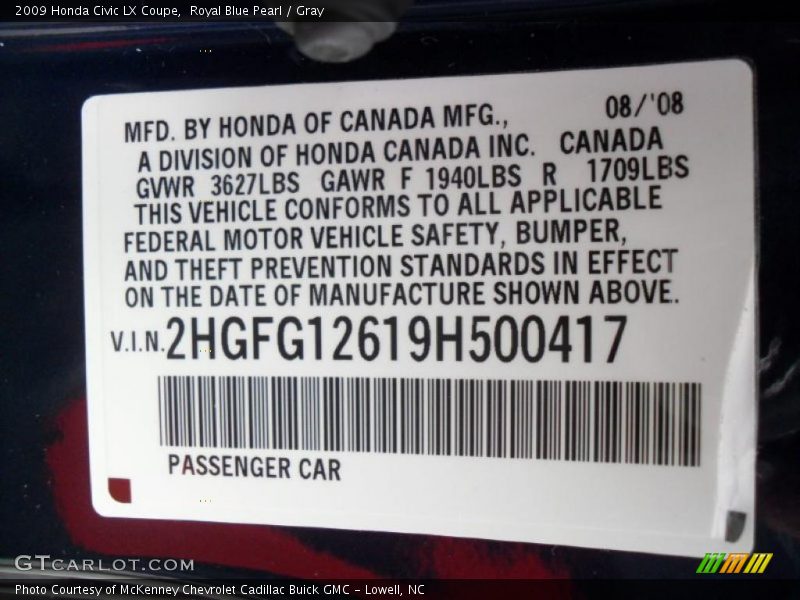 2009 Honda Civic LX Coupe,  Royal Blue Pearl / Gray
MFD. BY HONDA OF CANADA MFG., 08/'08
A DIVISION OF HONDA CANADA INC. CANADA
GVWR 3627LBS GAWR F 1940LBS R 1709LBS
THIS VEHICLE CONFORMS TO ALL APPLICABLE
FEDERAL MOTOR VEHICLE SAFETY, BUMPER,
AND THEFT PREVENTION STANDARDS IN EFFECT
ON THE DATE OF MANUFACTURE SHOWN ABOVE.
V.I.N. 2HGFG12619H500417
PASSENGER CAR
GTCARLOT.COM
Photo Courtesy of McKenney Chevrolet Cadillac Buick GMC - Lowell, NC